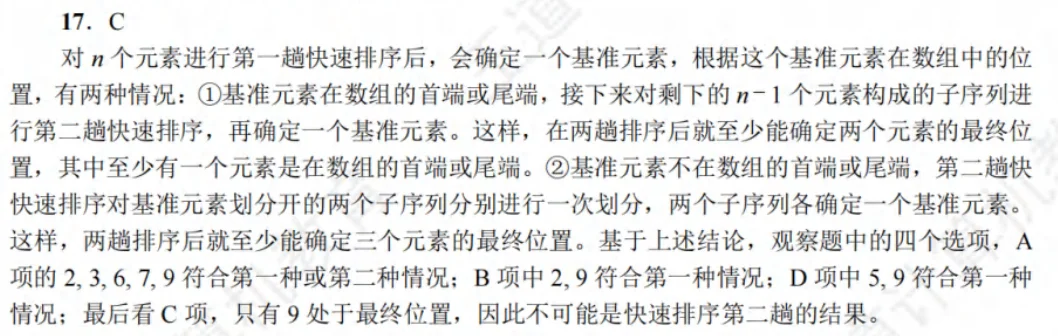 17. C
对 n 个元素进行第一趟快速排序后，会确定一个基准元素，根据这个基准元素在数组中的位
置，有两种情况：①基准元素在数组的首端或尾端，接下来对剩下的 n－1 个元素构成的子序列进
行第二趟快速排序，再确定一个基准元素。这样，在两趟排序后就至少能确定两个元素的最终位
置，其中至少有一个元素是在数组的首端或尾端。②基准元素不在数组的首端或尾端，第二趟快
快速排序对基准元素划分开的两个子序列分别进行一次划分，两个子序列各确定一个基准元素。
这样，两趟排序后就至少能确定三个元素的最终位置。基于上述结论，观察题中的四个选项，A
项的 2, 3, 6, 7, 9 符合第一种或第二种情况；B 项中 2, 9 符合第一种情况；D 项中 5, 9 符合第一种
情况；最后看 C 项，只有 9 处于最终位置，因此不可能是快速排序第二趟的结果。